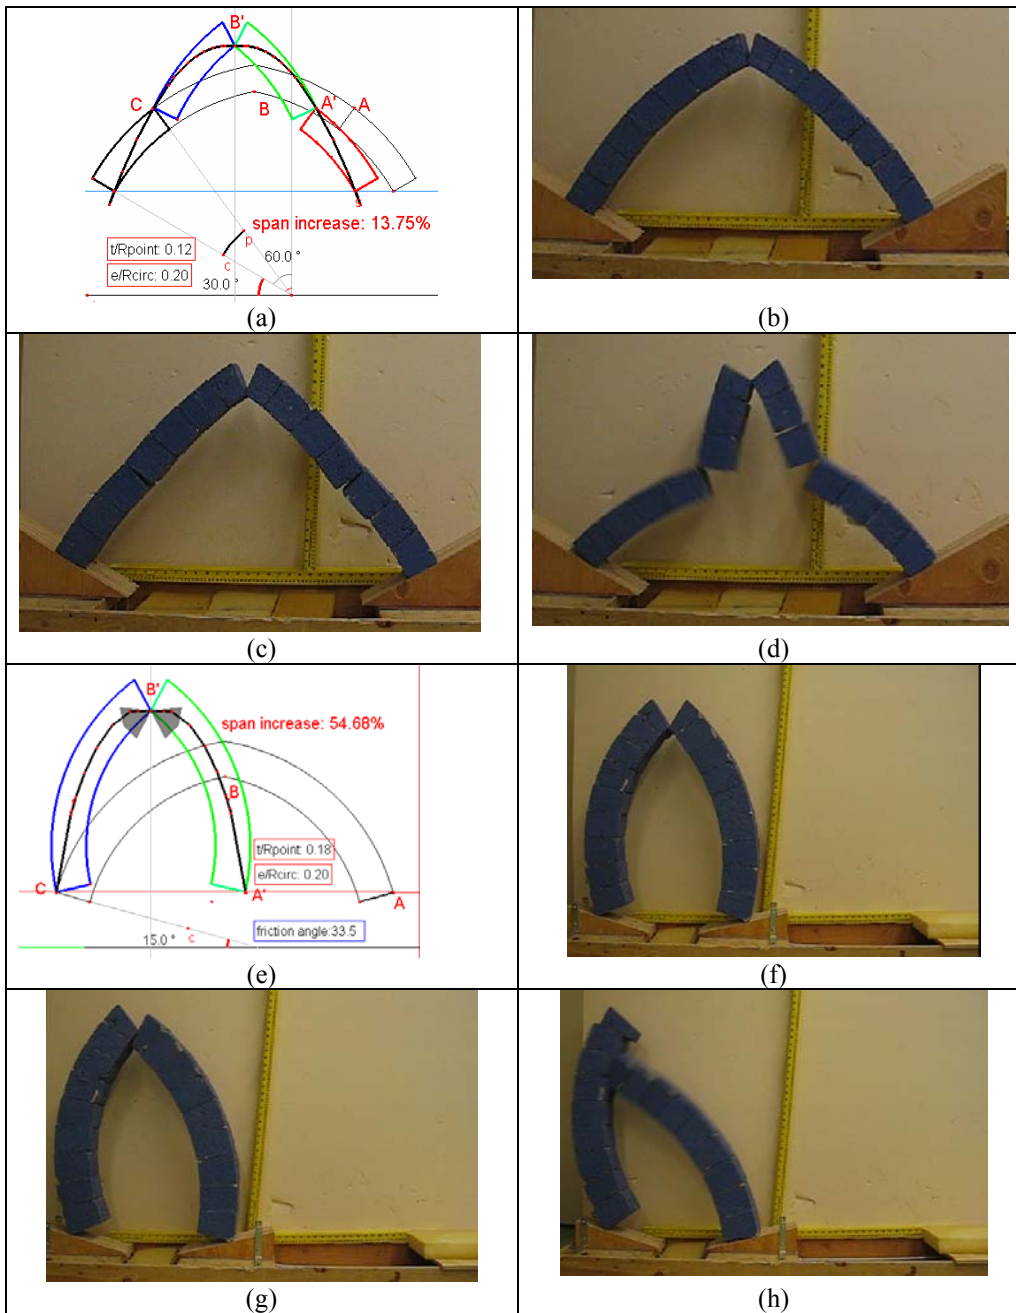 B'
C
A'
A
B
span increase: 13.75%
p
t/Rpoint: 0.12
c
60.0 °
e/Rcirc: 0.20
30.0 °
s
(a)
(b)
(c)
(d)
B'
span increase: 54.68%
B
t/Rpoint: 0.18
e/Rcirc: 0.20
C
A'
A
c
15.0 °
friction angle:33.5
(e)
(f)
(g)
(h)